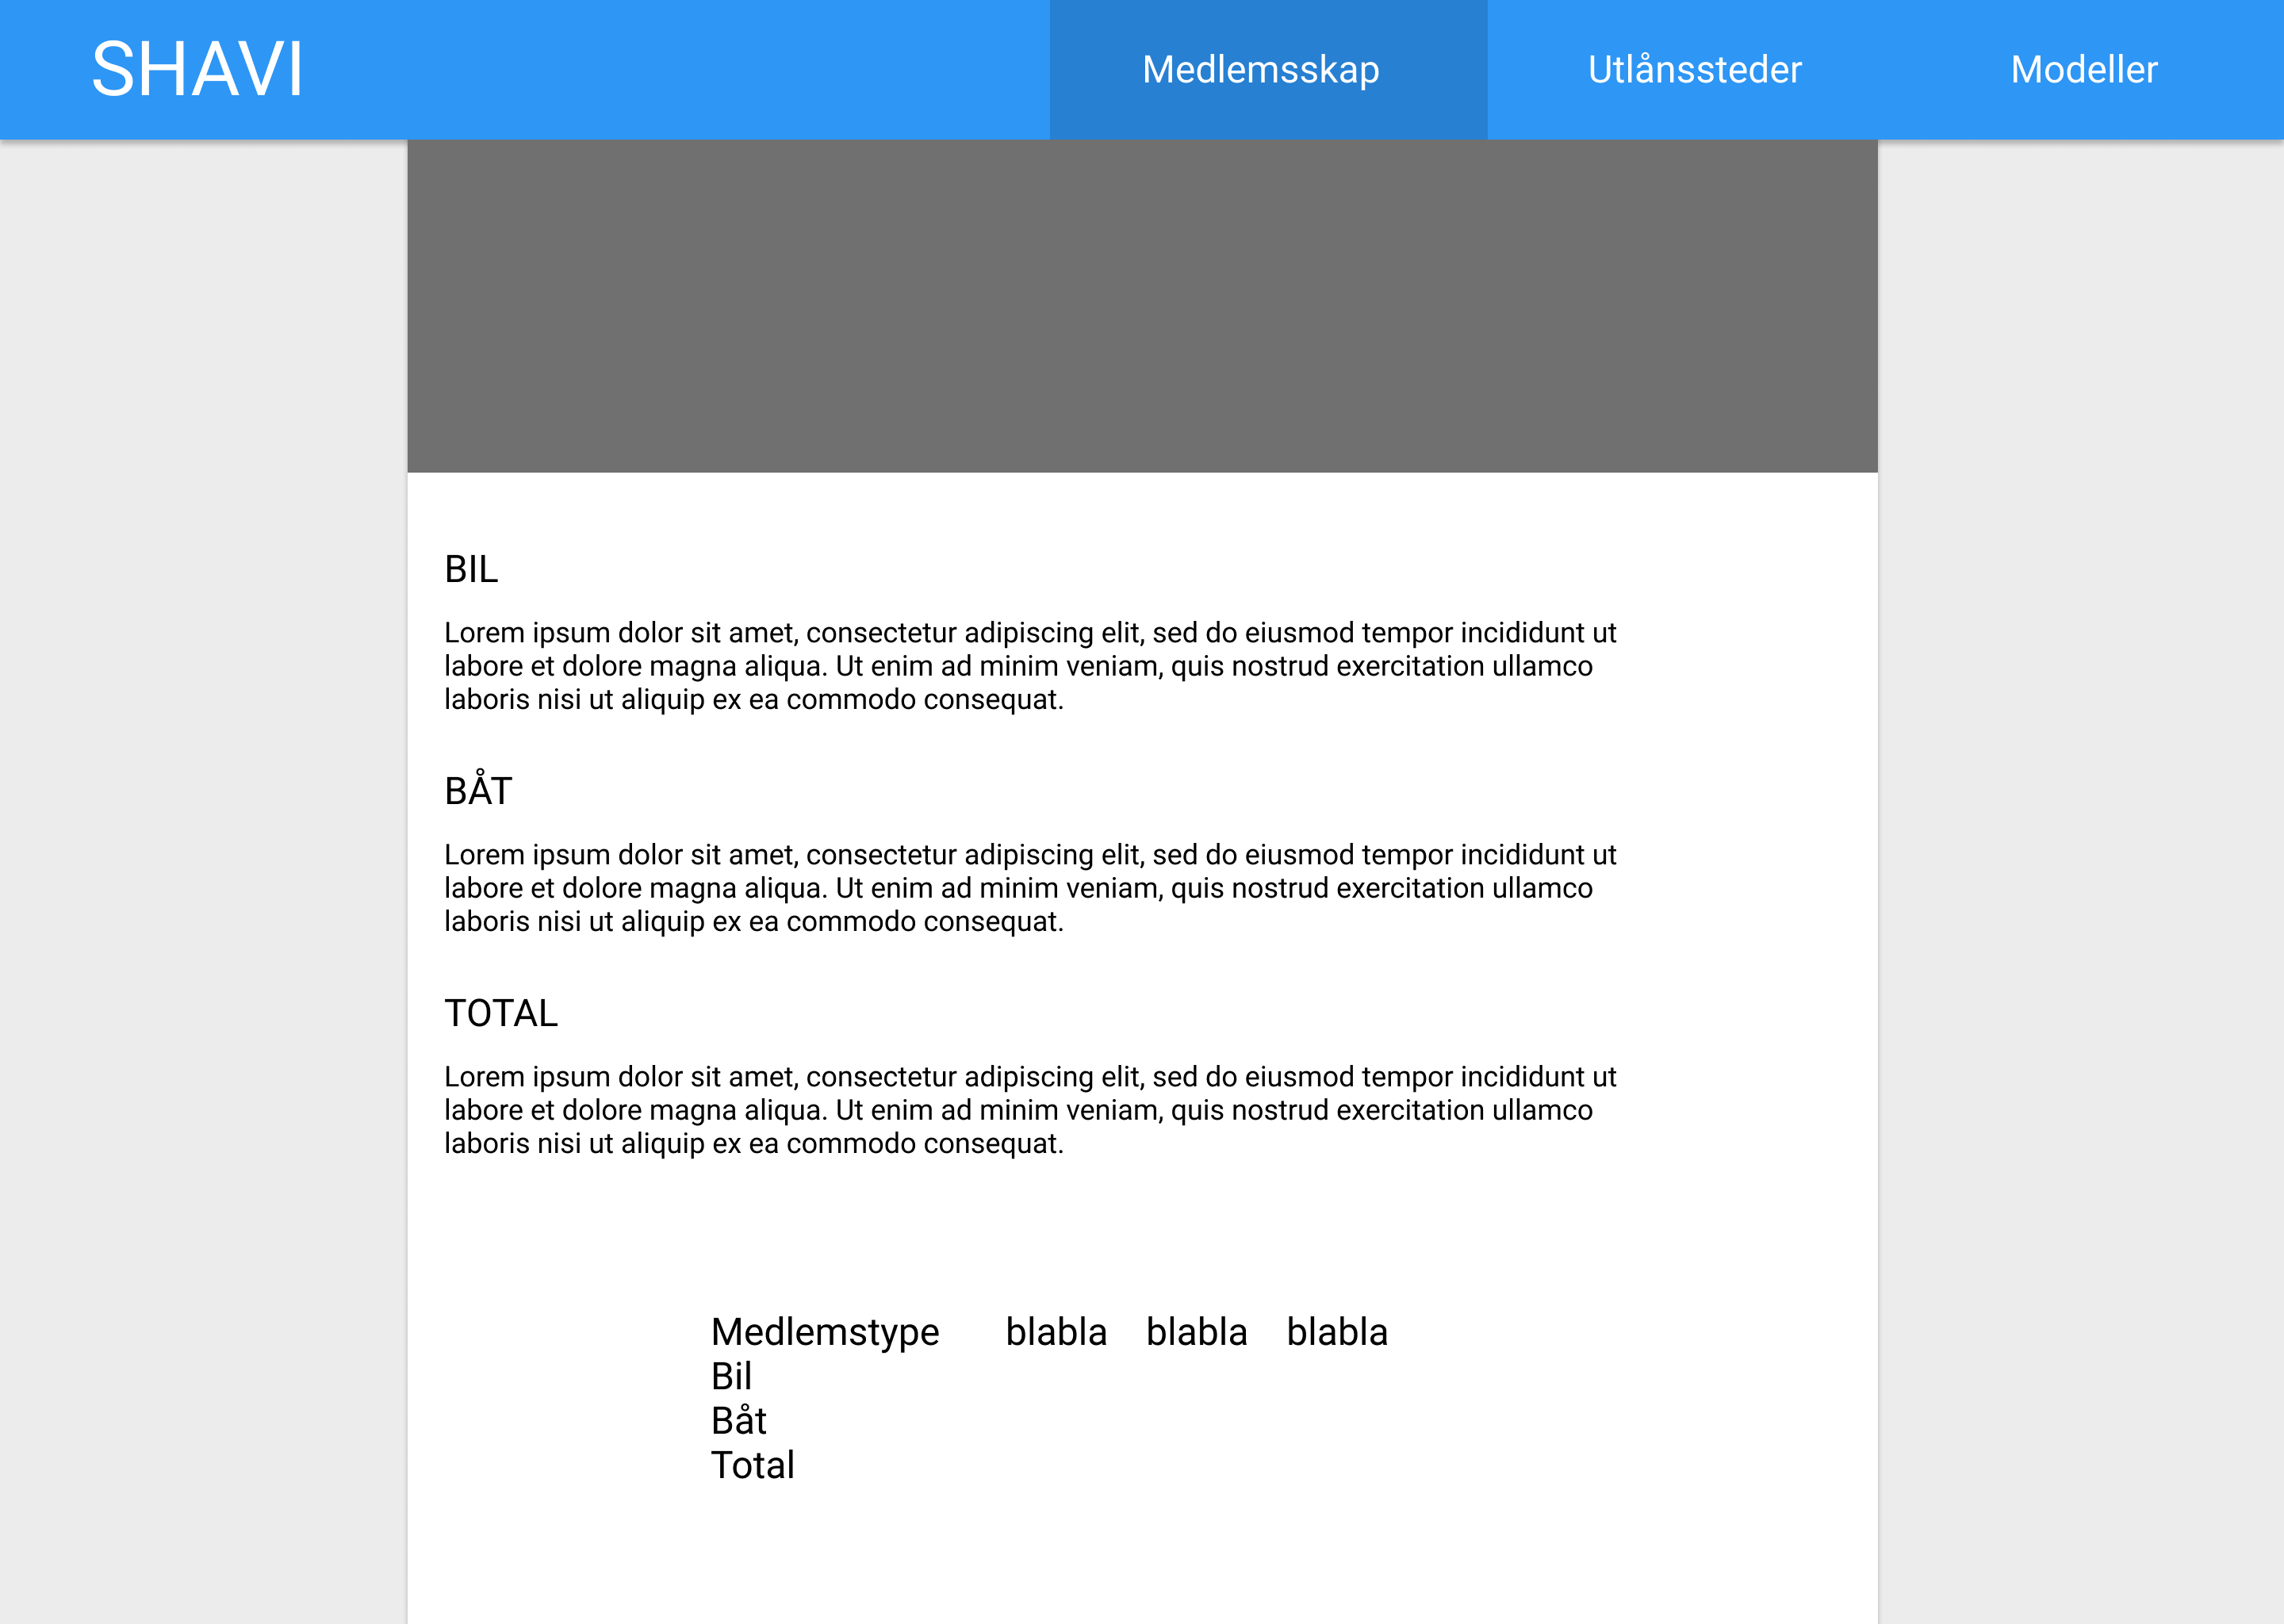 SHAVI Medlemsskap Utlånssteder Modeller
BIL
Lorem ipsum dolor sit amet, consectetur adipiscing elit, sed do eiusmod tempor incididunt ut
labore et dolore magna aliqua. Ut enim ad minim veniam, quis nostrud exercitation ullamco
laboris nisi ut aliquip ex ea commodo consequat.
BÅT
Lorem ipsum dolor sit amet, consectetur adipiscing elit, sed do eiusmod tempor incididunt ut
labore et dolore magna aliqua. Ut enim ad minim veniam, quis nostrud exercitation ullamco
laboris nisi ut aliquip ex ea commodo consequat.
TOTAL
Lorem ipsum dolor sit amet, consectetur adipiscing elit, sed do eiusmod tempor incididunt ut
labore et dolore magna aliqua. Ut enim ad minim veniam, quis nostrud exercitation ullamco
laboris nisi ut aliquip ex ea commodo consequat.
Medlemstype blabla blabla blabla
Bil
Båt
Total